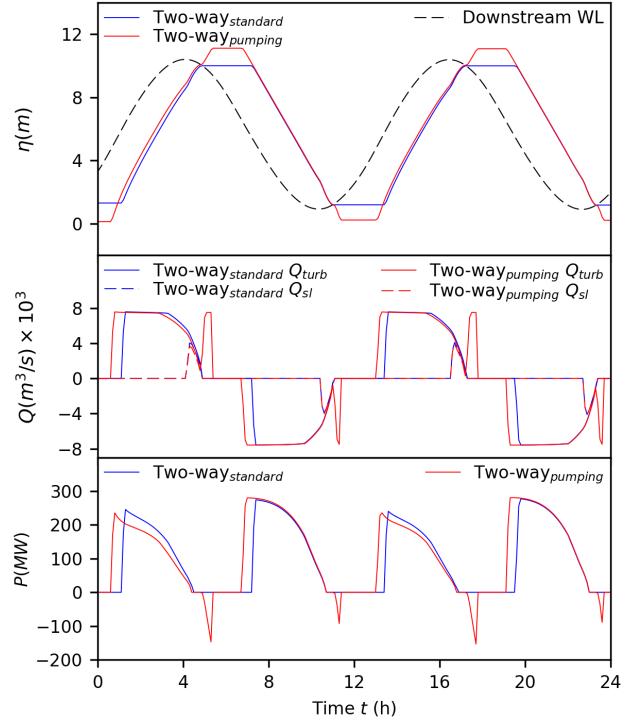 Two-way_standard
Two-way_pumping
Downstream WL
η(m)
12
8
4
0
Two-way_standard Q_turb
Two-way_standard Q_sl
Two-way_pumping Q_turb
Two-way_pumping Q_sl
Q(m³/s) × 10³
8
4
0
−4
−8
Two-way_standard
Two-way_pumping
P(MW)
300
200
100
0
−100
−200
0 4 8 12 16 20 24
Time t (h)